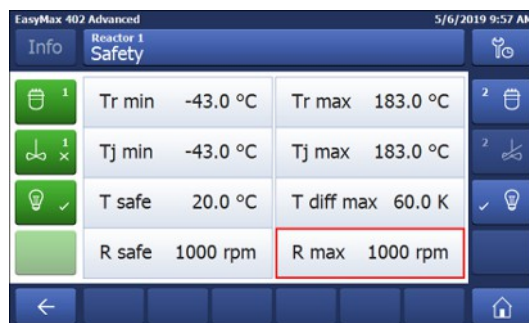 EasyMax 402 Advanced 5/6/2019 9:57 AM
Info Reactor 1
Safety
1 Tr min -43.0 °C Tr max 183.0 °C 2
1 Tj min -43.0 °C Tj max 183.0 °C 2
T safe 20.0 °C T diff max 60.0 K
R safe 1000 rpm R max 1000 rpm